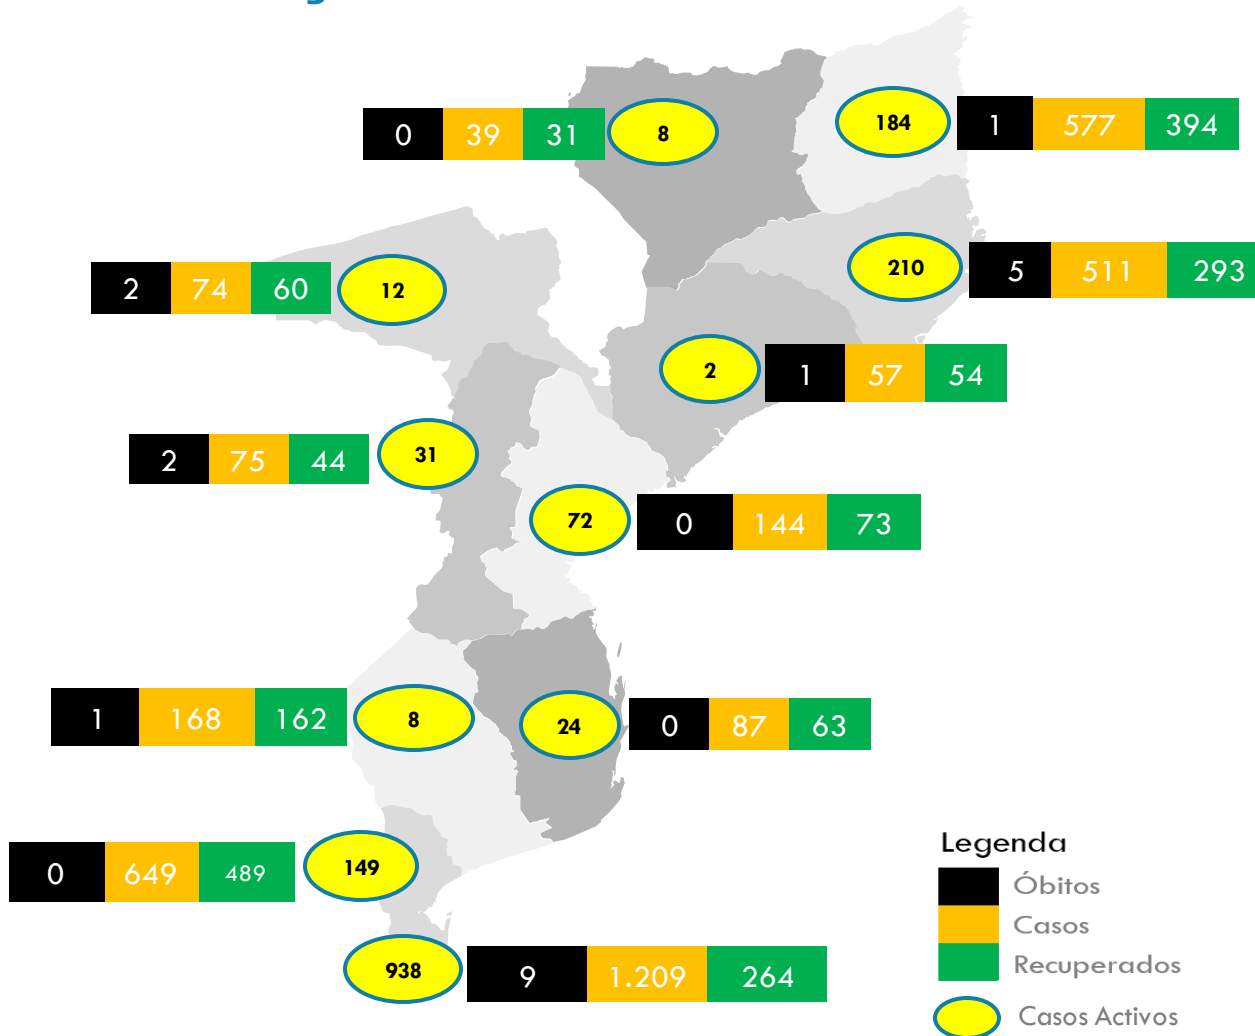 0 39 31 8
184 1 577 394
2 74 60 12
210 5 511 293
2 1 57 54
2 75 44 31
72 0 144 73
1 168 162 8
24 0 87 63
0 649 489 149
938 9 1.209 264
Legenda
Óbitos
Casos
Recuperados
Casos Activos